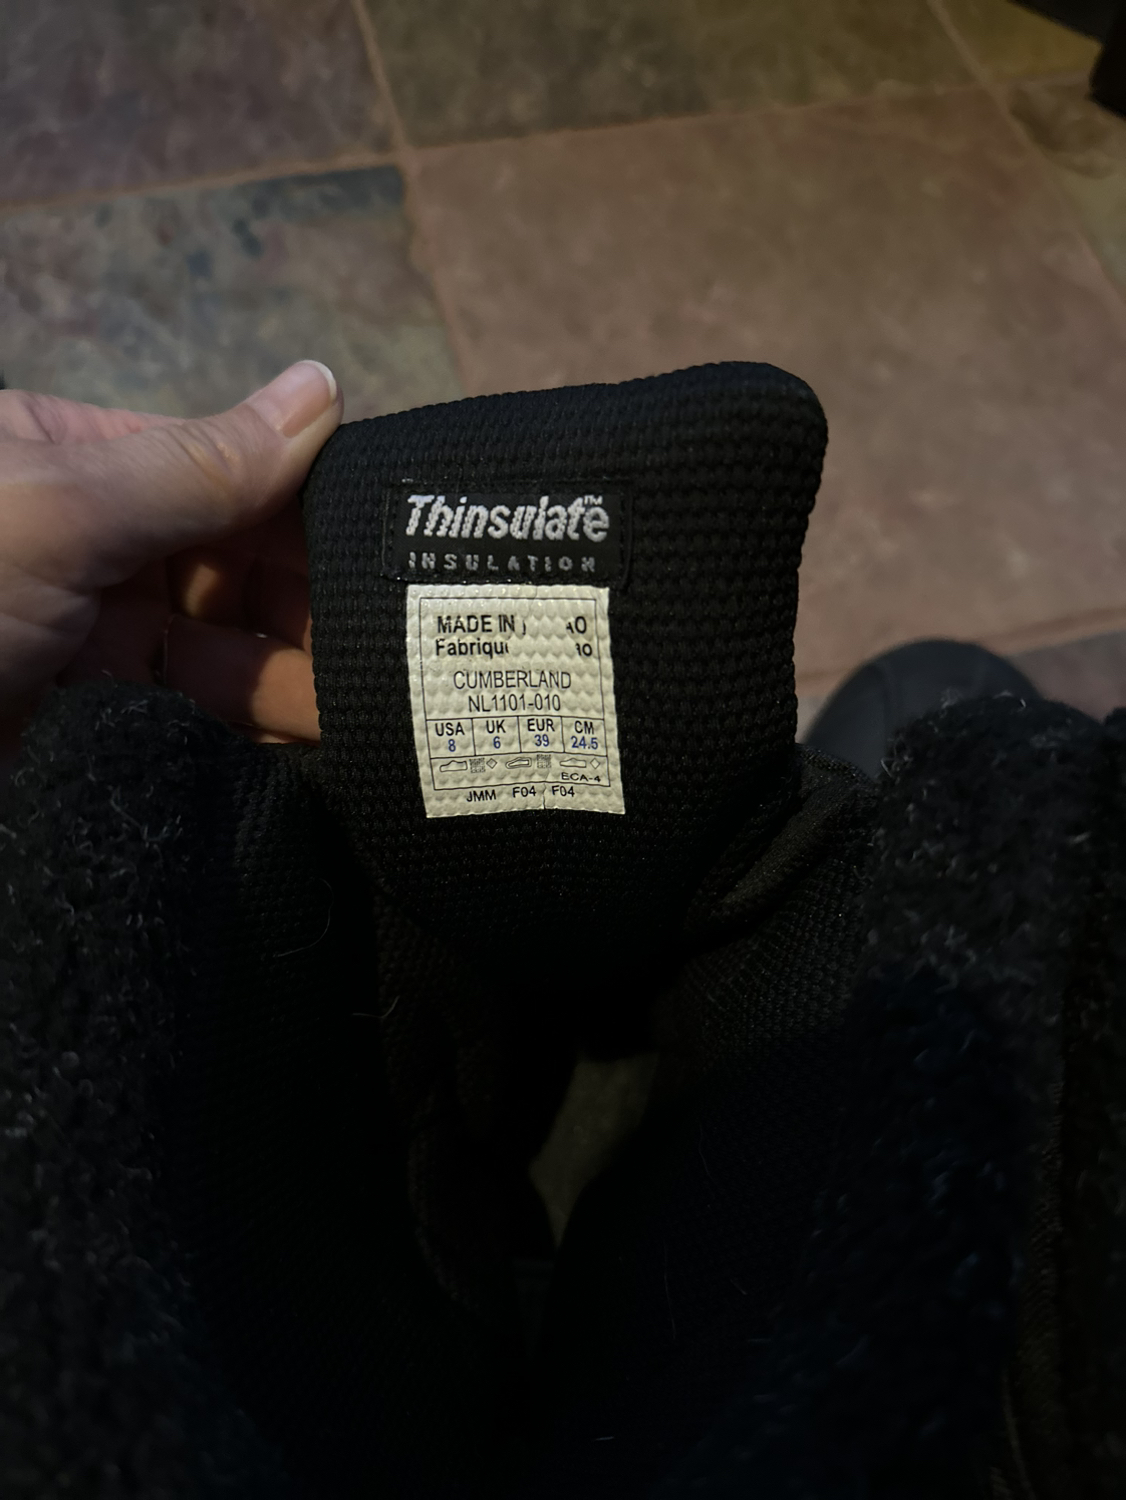 Thinsulate™
INSULATION
MADE IN
CUMBERLAND
NL1101-010
USA UK EUR CM
8 6 39 24.5
ECA-4
JMM F04 / F04